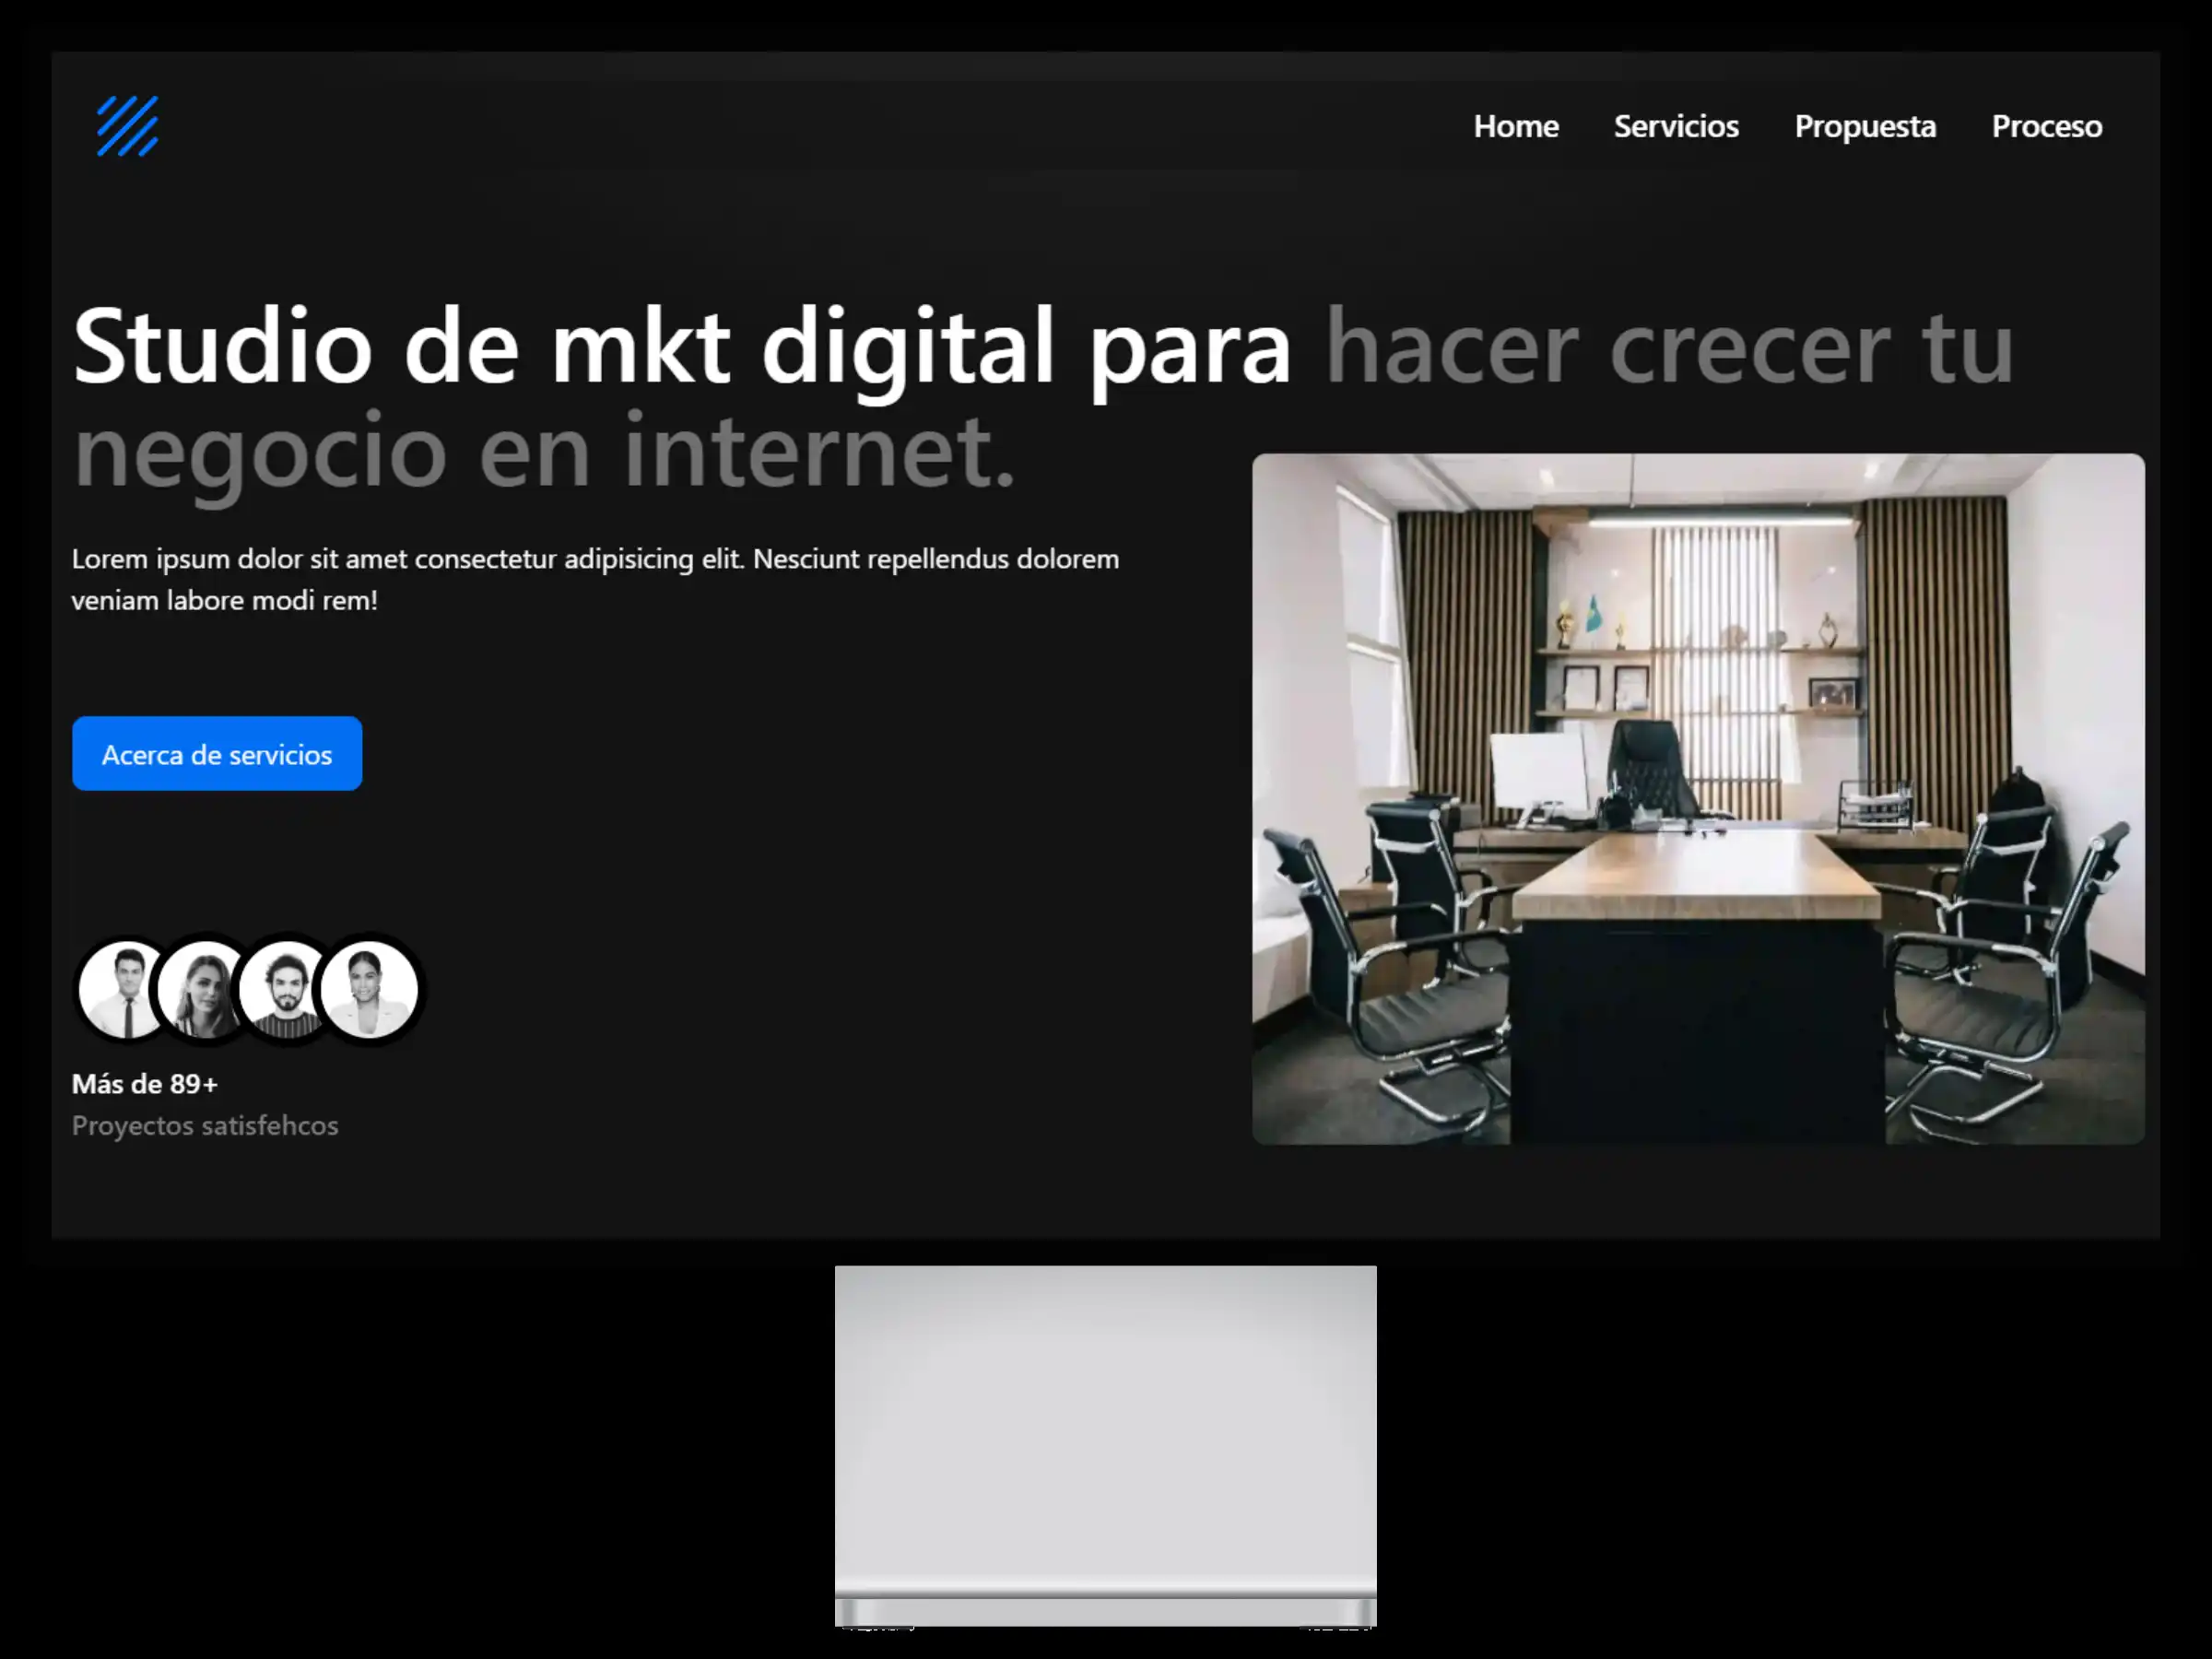 Home Servicios Propuesta Proceso
Studio de mkt digital para hacer crecer tu
negocio en internet.
Lorem ipsum dolor sit amet consectetur adipisicing elit. Nesciunt repellendus dolorem
veniam labore modi rem!
Acerca de servicios
Más de 89+
Proyectos satisfehcos